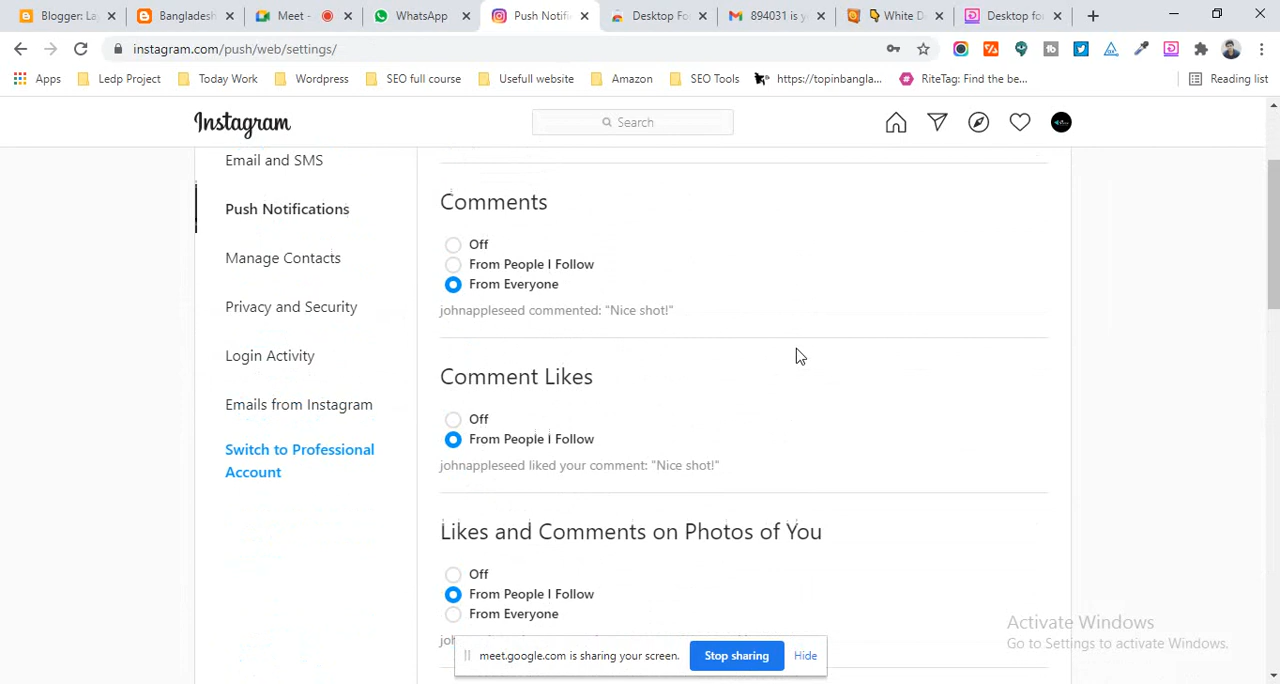 Blogger: La
Bangladesh
Meet -
WhatsApp
Push Notifi
Desktop Fo
894031 is y
White D
Desktop for
instagram.com/push/web/settings/
Apps
Ledp Project
Today Work
Wordpress
SEO full course
Usefull website
Amazon
SEO Tools
https://topinbangla...
RiteTag: Find the be...
Reading list
Instagram
Search
Email and SMS
Push Notifications
Manage Contacts
Privacy and Security
Login Activity
Emails from Instagram
Switch to Professional
Account
Comments
Off
From People I Follow
From Everyone
johnappleseed commented: "Nice shot!"
Comment Likes
Off
From People I Follow
johnappleseed liked your comment: "Nice shot!"
Likes and Comments on Photos of You
Off
From People I Follow
From Everyone
meet.google.com is sharing your screen.
Stop sharing
Hide
Activate Windows
Go to Settings to activate Windows.